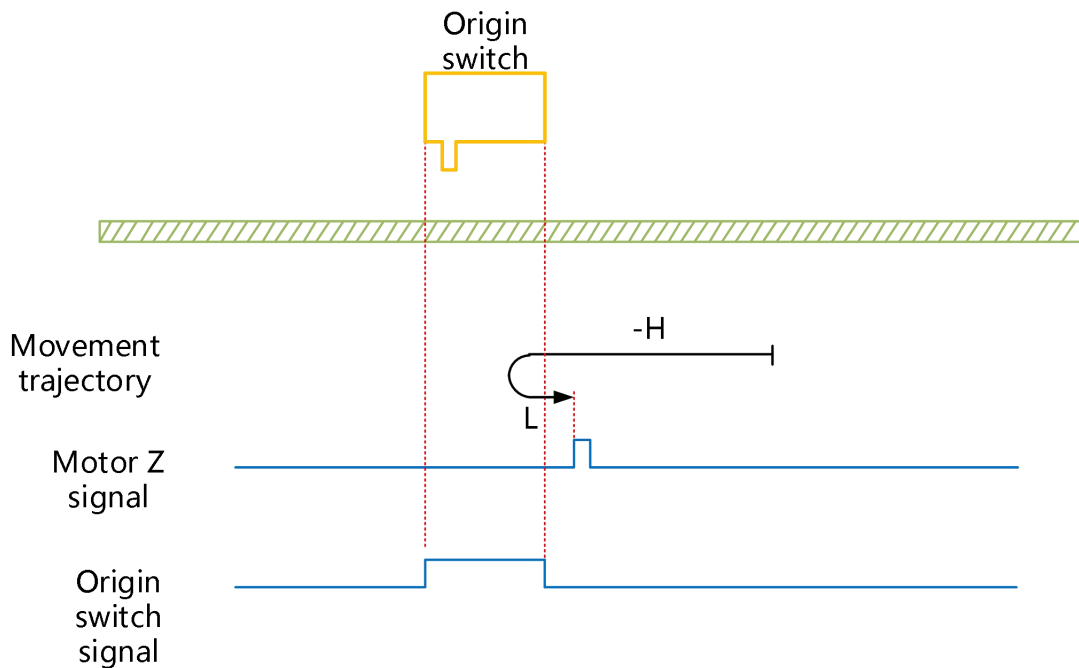 Origin
switch
-H
Movement
trajectory
L
Motor Z
signal
Origin
switch
signal